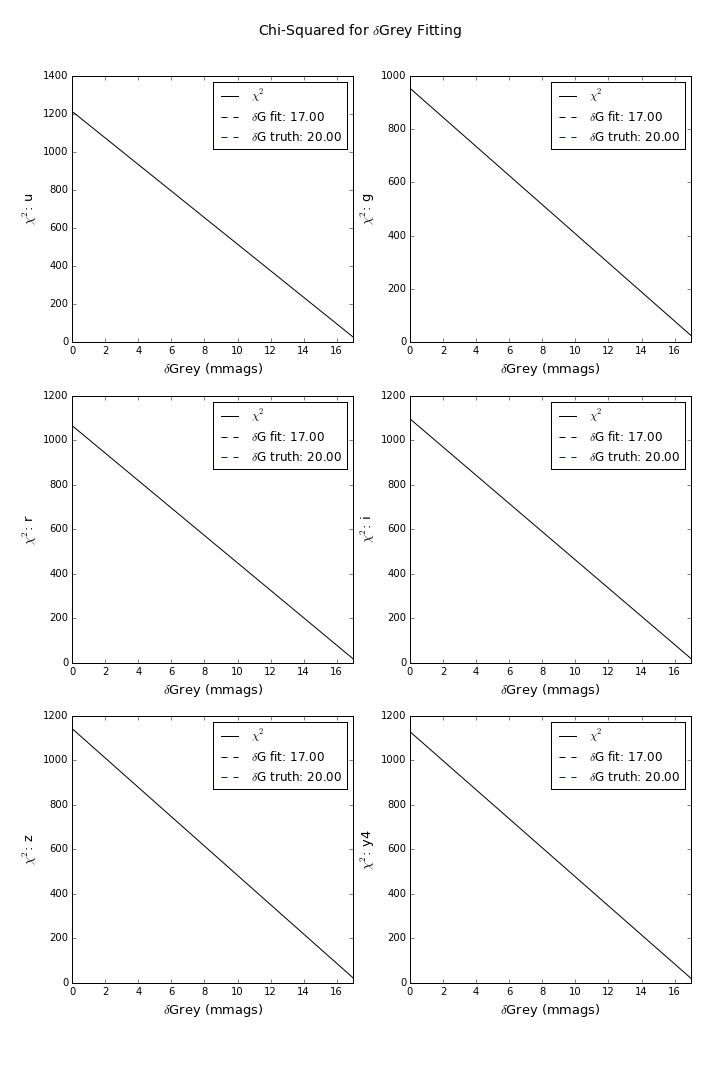 Chi-Squared for δGrey Fitting
1400
1200
1000
800
600
400
200
0
χ²: u
χ²
δG fit: 17.00
δG truth: 20.00
0 2 4 6 8 10 12 14 16
δGrey (mmags)
1000
800
600
400
200
0
χ²: g
χ²
δG fit: 17.00
δG truth: 20.00
0 2 4 6 8 10 12 14 16
δGrey (mmags)
1200
1000
800
600
400
200
0
χ²: r
χ²
δG fit: 17.00
δG truth: 20.00
0 2 4 6 8 10 12 14 16
δGrey (mmags)
1200
1000
800
600
400
200
0
χ²: i
χ²
δG fit: 17.00
δG truth: 20.00
0 2 4 6 8 10 12 14 16
δGrey (mmags)
1200
1000
800
600
400
200
0
χ²: z
χ²
δG fit: 17.00
δG truth: 20.00
0 2 4 6 8 10 12 14 16
δGrey (mmags)
1200
1000
800
600
400
200
0
χ²: y4
χ²
δG fit: 17.00
δG truth: 20.00
0 2 4 6 8 10 12 14 16
δGrey (mmags)